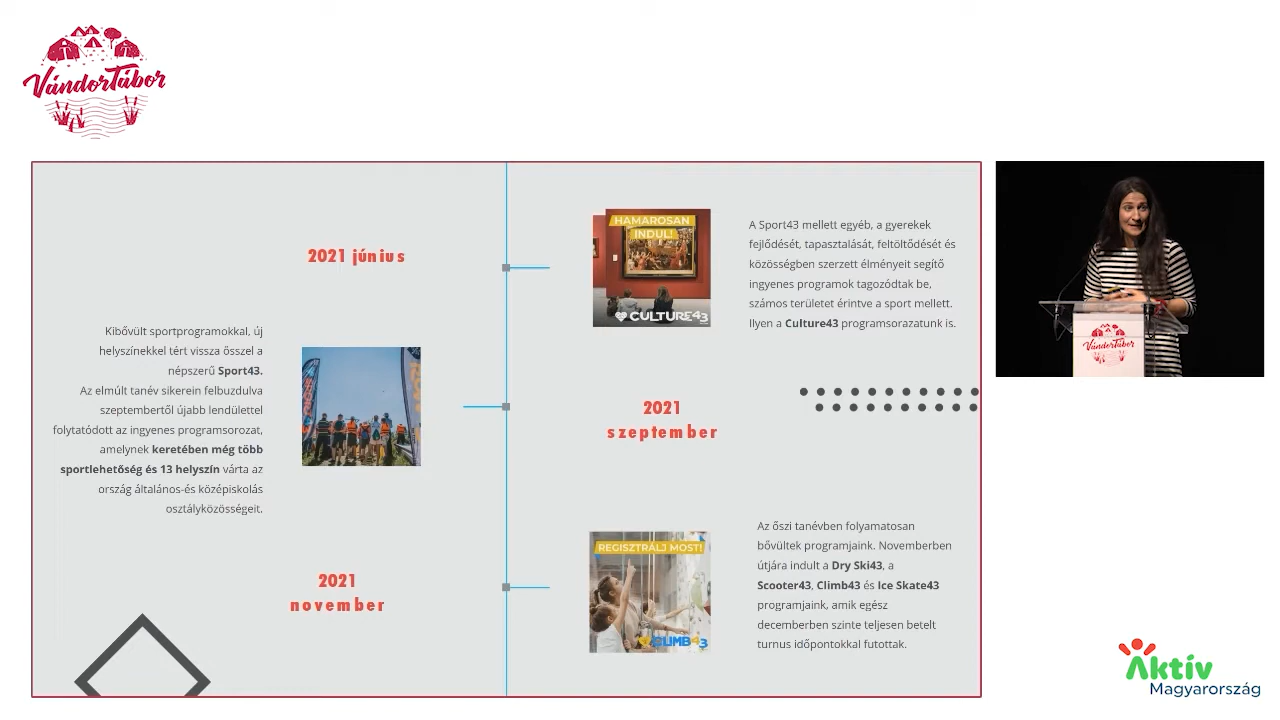 VándorTábor
2021 június
HAMAROSAN
INDUL!
CULTURE43
A Sport43 mellett egyéb, a gyerekek
fejlődését, tapasztalását, feltöltődését és
közösségben szerzett élményeit segítő
ingyenes programok tagozódtak be,
számos területet érintve a sport mellett.
Ilyen a Culture43 programsorazatunk is.
Kibővült sportprogramokkal, új
helyszínekkel tért vissza ősszel a
népszerű Sport43.
Az elmúlt tanév sikerein felbuzdulva
szeptembertől újabb lendülettel
folytatódott az ingyenes programsorozat,
amelynek keretében még több
sportlehetőség és 13 helyszín várta az
ország általános-és középiskolás
osztályközösségeit.
2021
szeptember
2021
november
REGISZTRÁLJ MOST!
CLIMB43
Az őszi tanévben folyamatosan
bővültek programjaink. Novemberben
útjára indult a Dry Ski43, a
Scooter43, Climb43 és Ice Skate43
programjaink, amik egész
decemberben szinte teljesen betelt
turnus időpontokkal futottak.
VándorTábor
Aktív
Magyarország